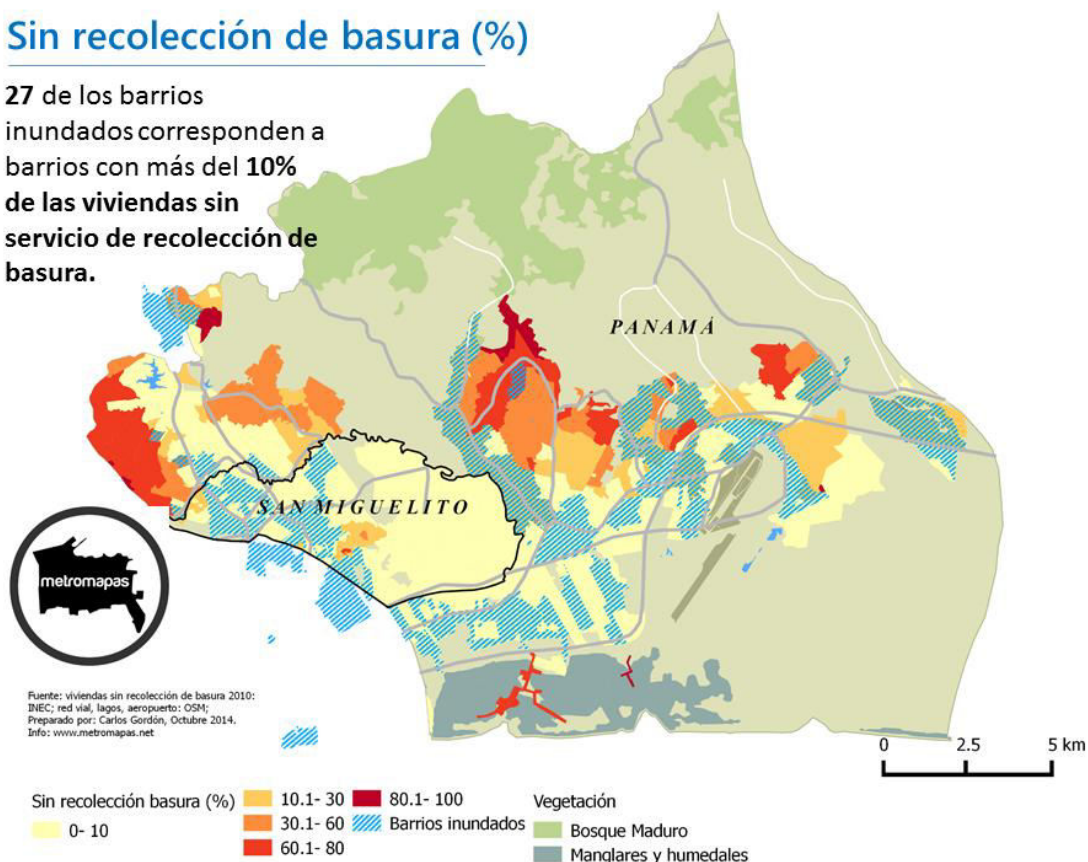 Sin recolección de basura (%)
27 de los barrios
inundados corresponden a
barrios con más del 10%
de las viviendas sin
servicio de recolección de
basura.
PANAMÁ
SAN MIGUELITO
metromapas
Fuente: viviendas sin recolección de basura 2010:
INEC; red vial, lagos, aeropuerto: OSM;
Preparado por: Carlos Gordón, Octubre 2014.
Info: www.metromapas.net
0 2.5 5 km
Sin recolección basura (%)
0- 10
10.1- 30
30.1- 60
60.1- 80
80.1- 100
Barrios inundados
Vegetación
Bosque Maduro
Manglares y humedales